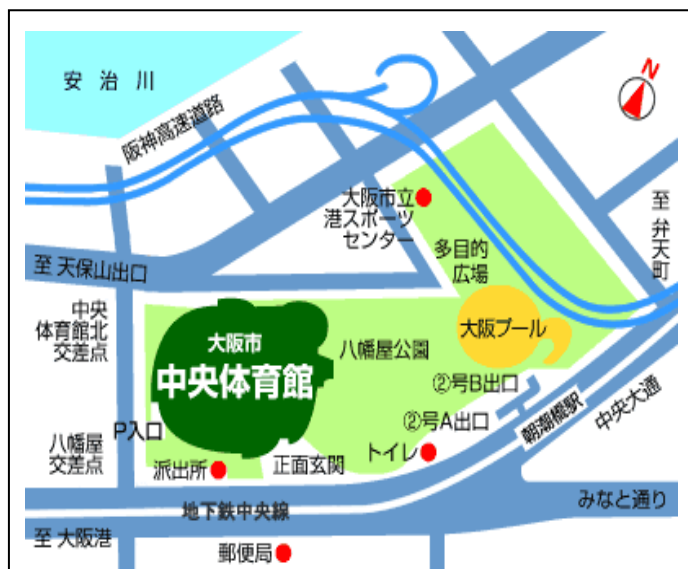 安治川
阪神高速道路
N
大阪市立
港スポーツ
センター
至 弁天町
多目的
広場
至 天保山出口
中央
体育館北
交差点
大阪市
中央体育館
八幡屋公園
大阪プール
②号B出口
②号A出口
朝潮橋駅
中央大通
P入口
八幡屋
交差点
派出所
正面玄関
トイレ
地下鉄中央線
みなと通り
至 大阪港
郵便局